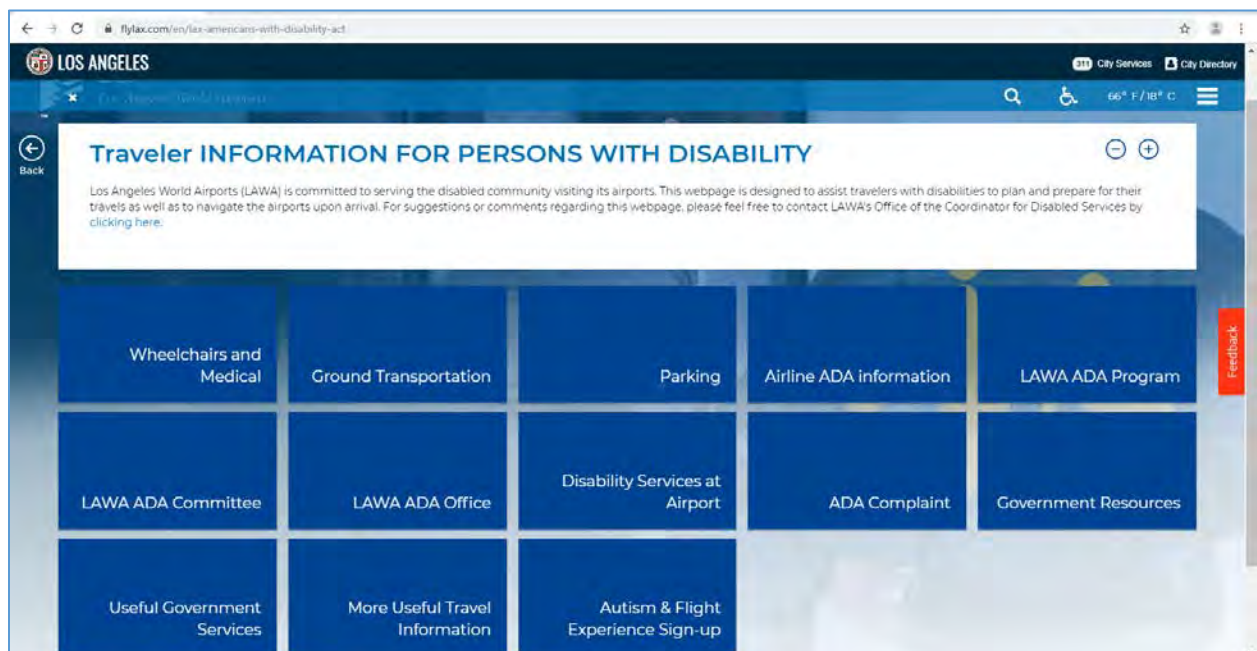 flylax.com/en/lax-americans-with-disability-act
LOS ANGELES
311 City Services City Directory
66° F/18° C
Back
Traveler INFORMATION FOR PERSONS WITH DISABILITY
Los Angeles World Airports (LAWA) is committed to serving the disabled community visiting its airports. This webpage is designed to assist travelers with disabilities to plan and prepare for their
travels as well as to navigate the airports upon arrival. For suggestions or comments regarding this webpage, please feel free to contact LAWA's Office of the Coordinator for Disabled Services by
clicking here.
Feedback
Wheelchairs and
Medical
Ground Transportation
Parking
Airline ADA information
LAWA ADA Program
LAWA ADA Committee
LAWA ADA Office
Disability Services at
Airport
ADA Complaint
Government Resources
Useful Government
Services
More Useful Travel
Information
Autism & Flight
Experience Sign-up